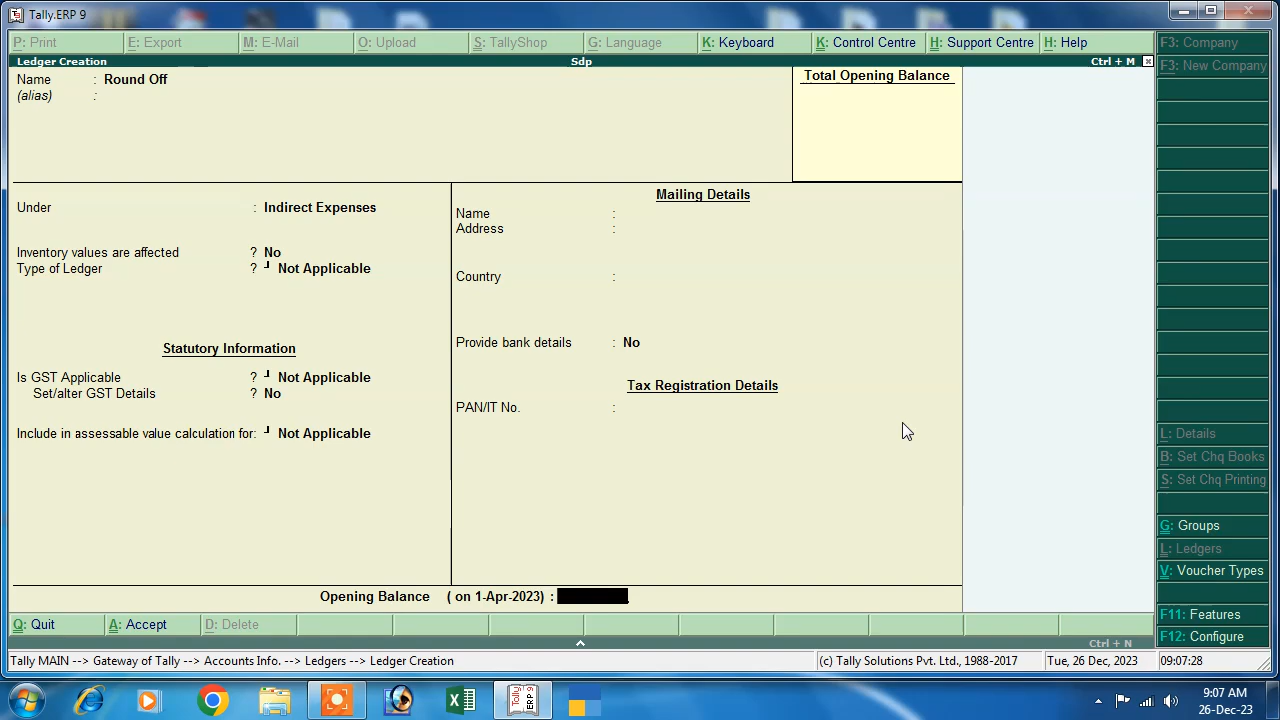 Tally.ERP 9
P: Print E: Export M: E-Mail O: Upload S: TallyShop G: Language K: Keyboard K: Control Centre H: Support Centre H: Help
Ledger Creation Sdp Ctrl + M
Name : Round Off
(alias) :
Total Opening Balance
Under : Indirect Expenses
Inventory values are affected ? No
Type of Ledger ? ┘ Not Applicable
Statutory Information
Is GST Applicable ? ┘ Not Applicable
Set/alter GST Details ? No
Include in assessable value calculation for: ┘ Not Applicable
Mailing Details
Name :
Address :
Country :
Provide bank details : No
Tax Registration Details
PAN/IT No. :
Opening Balance ( on 1-Apr-2023) :
F3: Company
F3: New Company
L: Details
B: Set Chq Books
S: Set Chq Printing
G: Groups
L: Ledgers
V: Voucher Types
F11: Features
F12: Configure
Q: Quit A: Accept D: Delete
Ctrl + N
Tally MAIN --> Gateway of Tally --> Accounts Info. --> Ledgers --> Ledger Creation (c) Tally Solutions Pvt. Ltd., 1988-2017 Tue, 26 Dec, 2023 09:07:28
Tally ERP 9
9:07 AM
26-Dec-23